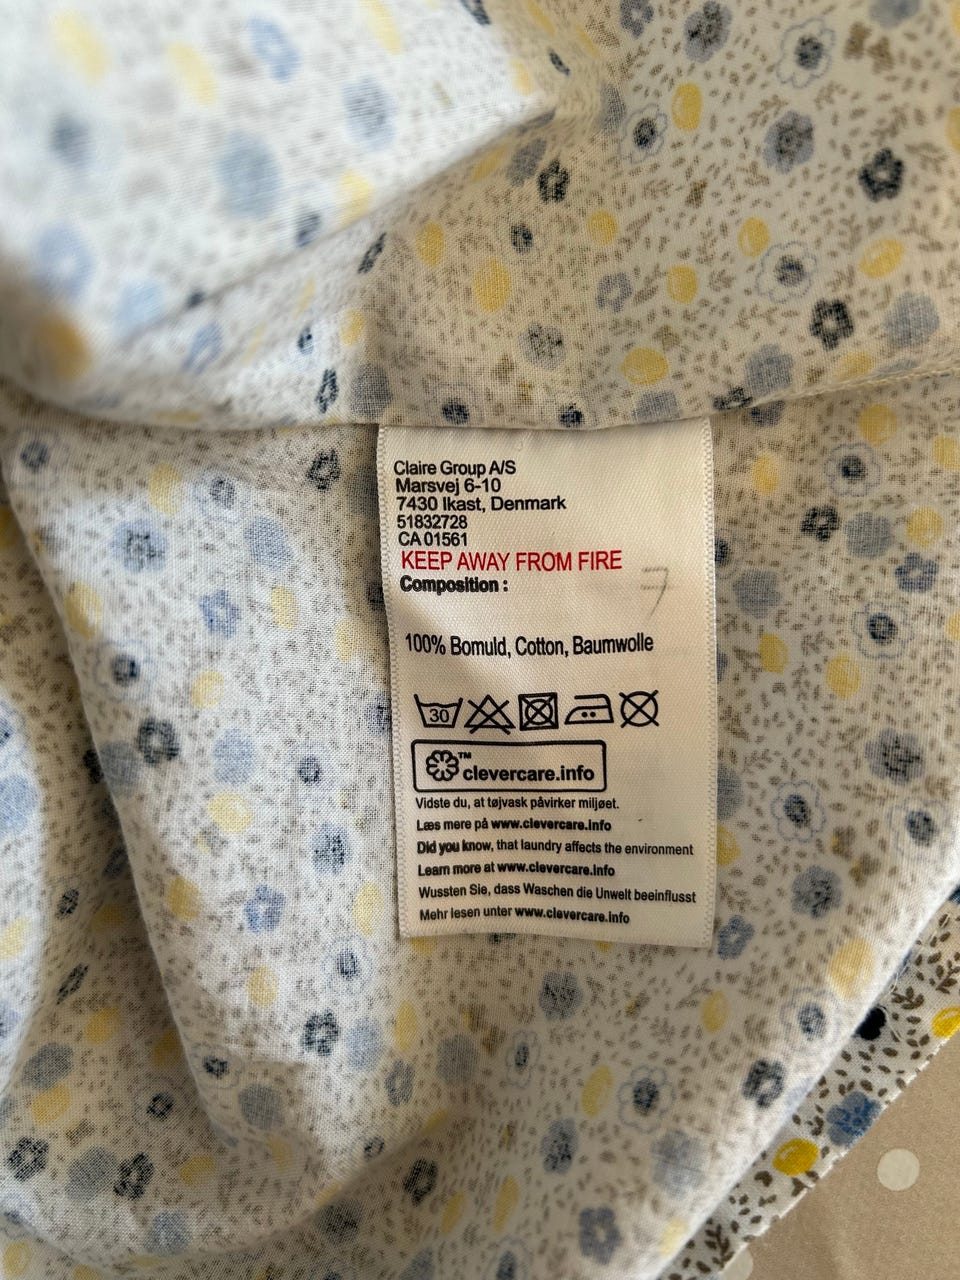 Claire Group A/S
Marsvej 6-10
7430 Ikast, Denmark
51832728
CA 01561
KEEP AWAY FROM FIRE
Composition :
100% Bomuld, Cotton, Baumwolle
30
™
clevercare.info
Vidste du, at tøjvask påvirker miljøet.
Læs mere på www.clevercare.info
Did you know, that laundry affects the environment
Learn more at www.clevercare.info
Wussten Sie, dass Waschen die Unwelt beeinflusst
Mehr lesen unter www.clevercare.info